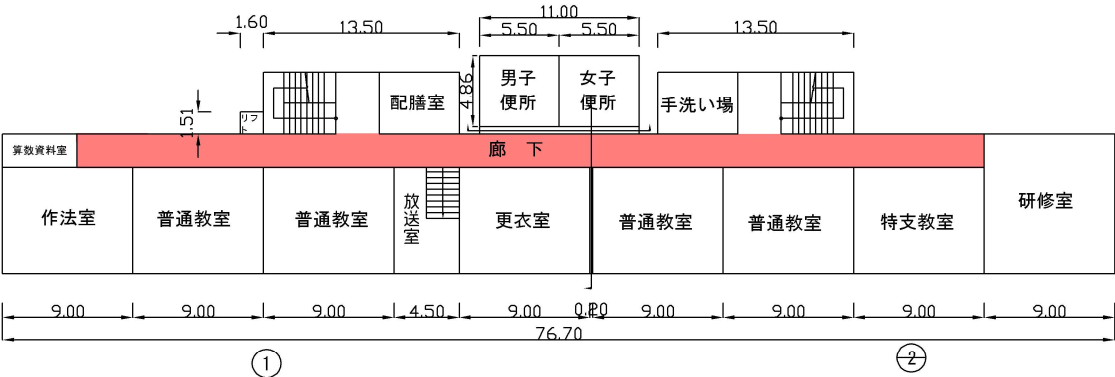 11.00
1.60
13.50
5.50
5.50
13.50
男子
便所
女子
便所
4.86
配膳室
手洗い場
1.51
リフト
算数資料室
廊 下
作法室
普通教室
普通教室
放送室
更衣室
普通教室
普通教室
特支教室
研修室
9.00
9.00
9.00
4.50
9.00
9.00
9.00
9.00
9.00
76.70
1
2